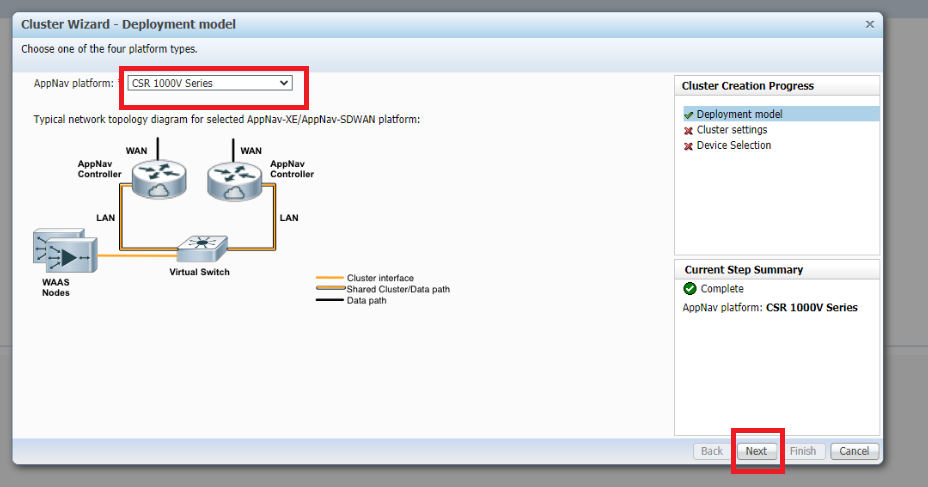 Cluster Wizard - Deployment model
Choose one of the four platform types.
AppNav platform: * CSR 1000V Series
Typical network topology diagram for selected AppNav-XE/AppNav-SDWAN platform:
WAN
WAN
AppNav
Controller
AppNav
Controller
LAN
LAN
WAAS
Nodes
Virtual Switch
Cluster interface
Shared Cluster/Data path
Data path
Cluster Creation Progress
Deployment model
Cluster settings
Device Selection
Current Step Summary
Complete
AppNav platform: CSR 1000V Series
Back Next Finish Cancel